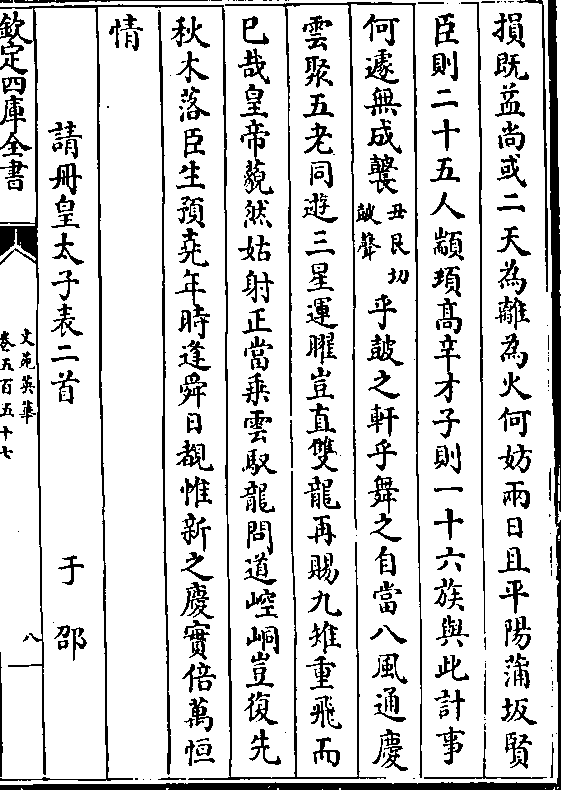 損既益尚或二天為離為火何妨兩日且平陽蒲坂賢
臣則二十五人顓頊髙辛才子則一十六族與此計事
何遽無成鼚丑良切鼓聲乎鼓之軒乎舞之自當八風通慶
雲聚五老同遊三星運曜豈直雙龍再賜九雉重飛而
已哉皇帝藐然姑射正當乘雲馭龍問道崆峒豈復先
秋木落臣生預堯年時逢舜日覩惟新之慶實倍萬恒
情
請冊皇太子表二首 于邵
欽定四庫全書
文苑英華
卷五百五十七
八